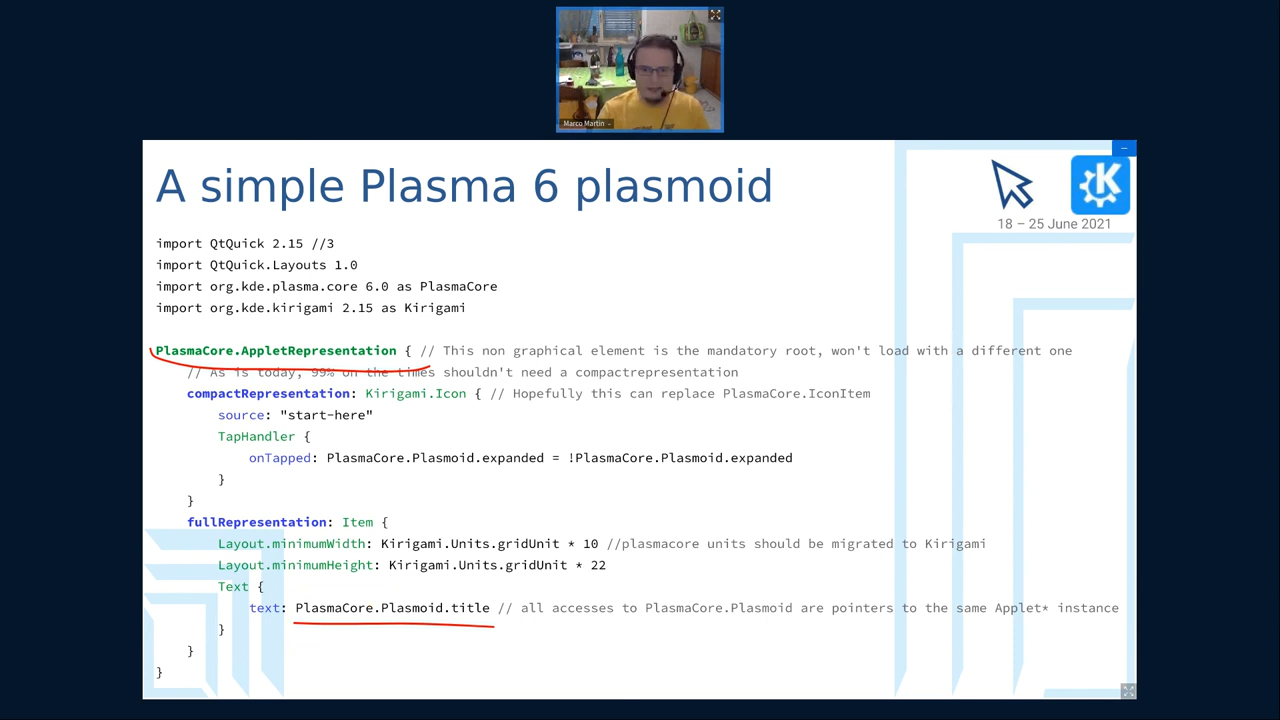 Marco Martin
A simple Plasma 6 plasmoid
18 – 25 June 2021
import QtQuick 2.15 //3
import QtQuick.Layouts 1.0
import org.kde.plasma.core 6.0 as PlasmaCore
import org.kde.kirigami 2.15 as Kirigami
PlasmaCore.AppletRepresentation { // This non graphical element is the mandatory root, won't load with a different one
// As is today, 99% on the times shouldn't need a compactrepresentation
compactRepresentation: Kirigami.Icon { // Hopefully this can replace PlasmaCore.IconItem
source: "start-here"
TapHandler {
onTapped: PlasmaCore.Plasmoid.expanded = !PlasmaCore.Plasmoid.expanded
}
}
fullRepresentation: Item {
Layout.minimumWidth: Kirigami.Units.gridUnit * 10 //plasmacore units should be migrated to Kirigami
Layout.minimumHeight: Kirigami.Units.gridUnit * 22
Text {
text: PlasmaCore.Plasmoid.title // all accesses to PlasmaCore.Plasmoid are pointers to the same Applet* instance
}
}
}